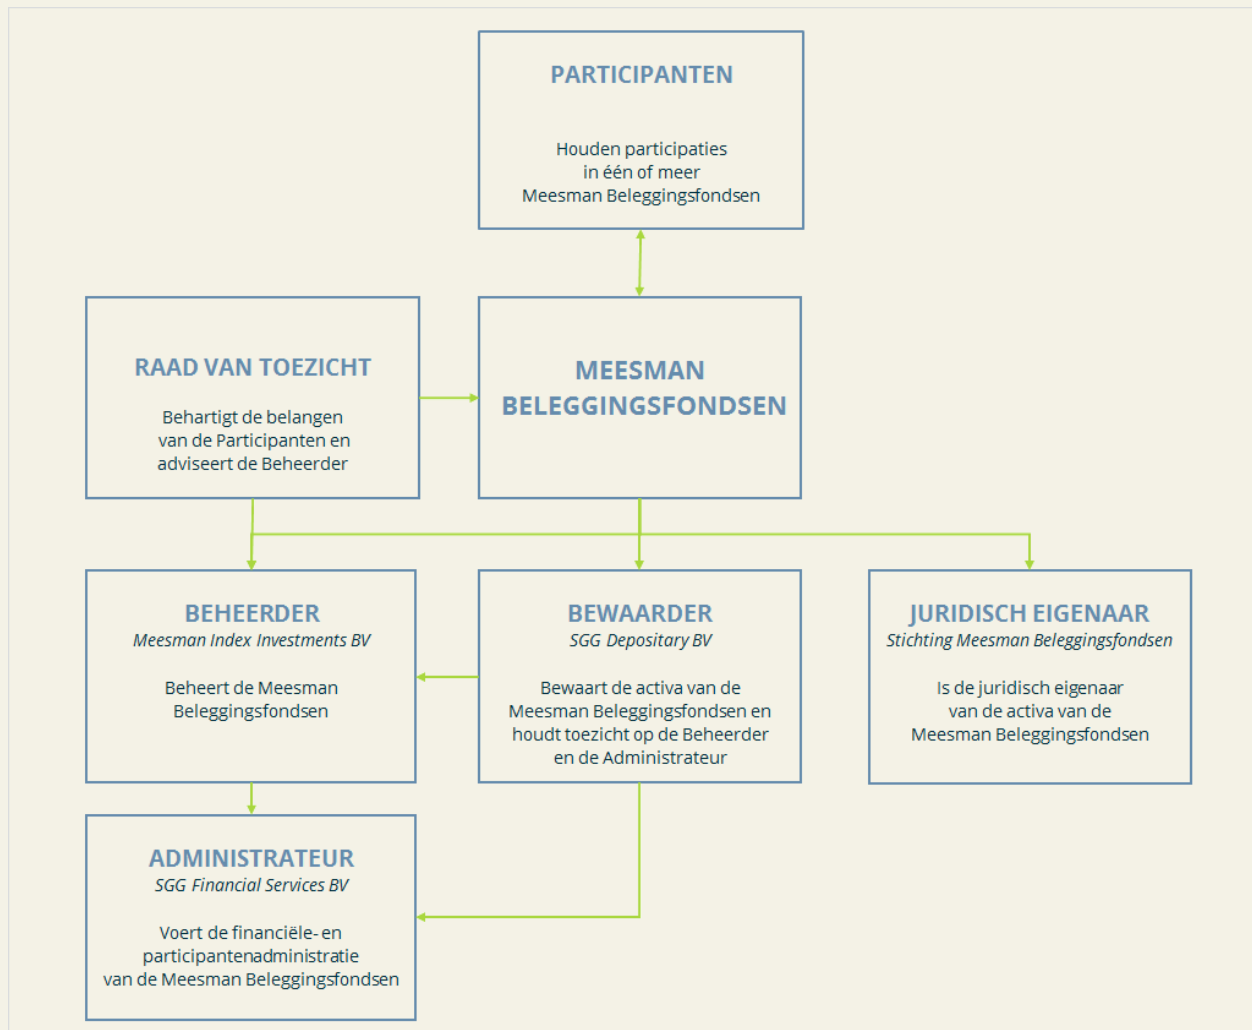 PARTICIPANTEN
Houden participaties
in één of meer
Meesman Beleggingsfondsen
RAAD VAN TOEZICHT
Behartigt de belangen
van de Participanten en
adviseert de Beheerder
MEESMAN
BELEGGINGSFONDSEN
BEHEERDER
Meesman Index Investments BV
Beheert de Meesman
Beleggingsfondsen
BEWAARDER
SGG Depositary BV
Bewaart de activa van de
Meesman Beleggingsfondsen en
houdt toezicht op de Beheerder
en de Administrateur
JURIDISCH EIGENAAR
Stichting Meesman Beleggingsfondsen
Is de juridisch eigenaar
van de activa van de
Meesman Beleggingsfondsen
ADMINISTRATEUR
SGG Financial Services BV
Voert de financiële- en
participantenadministratie
van de Meesman Beleggingsfondsen